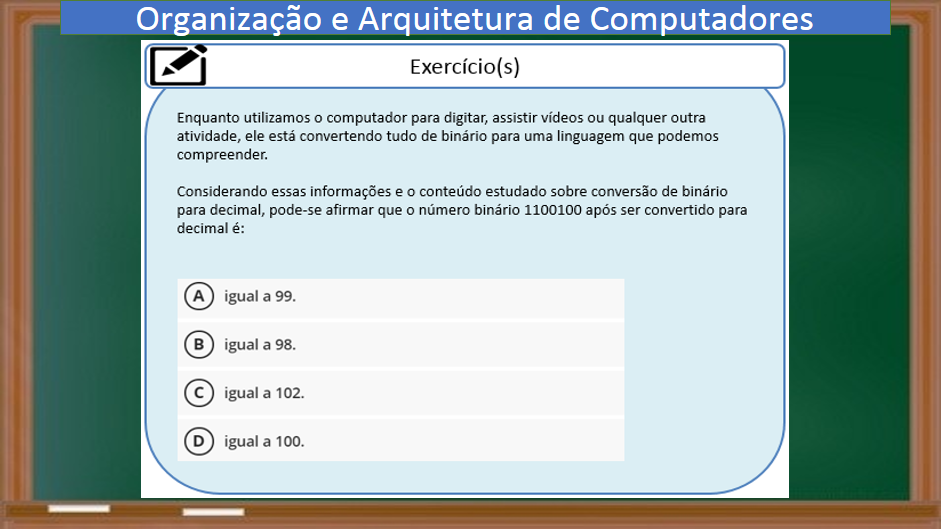 Organização e Arquitetura de Computadores
Exercício(s)
Enquanto utilizamos o computador para digitar, assistir vídeos ou qualquer outra
atividade, ele está convertendo tudo de binário para uma linguagem que podemos
compreender.
Considerando essas informações e o conteúdo estudado sobre conversão de binário
para decimal, pode-se afirmar que o número binário 1100100 após ser convertido para
decimal é:
A igual a 99.
B igual a 98.
C igual a 102.
D igual a 100.